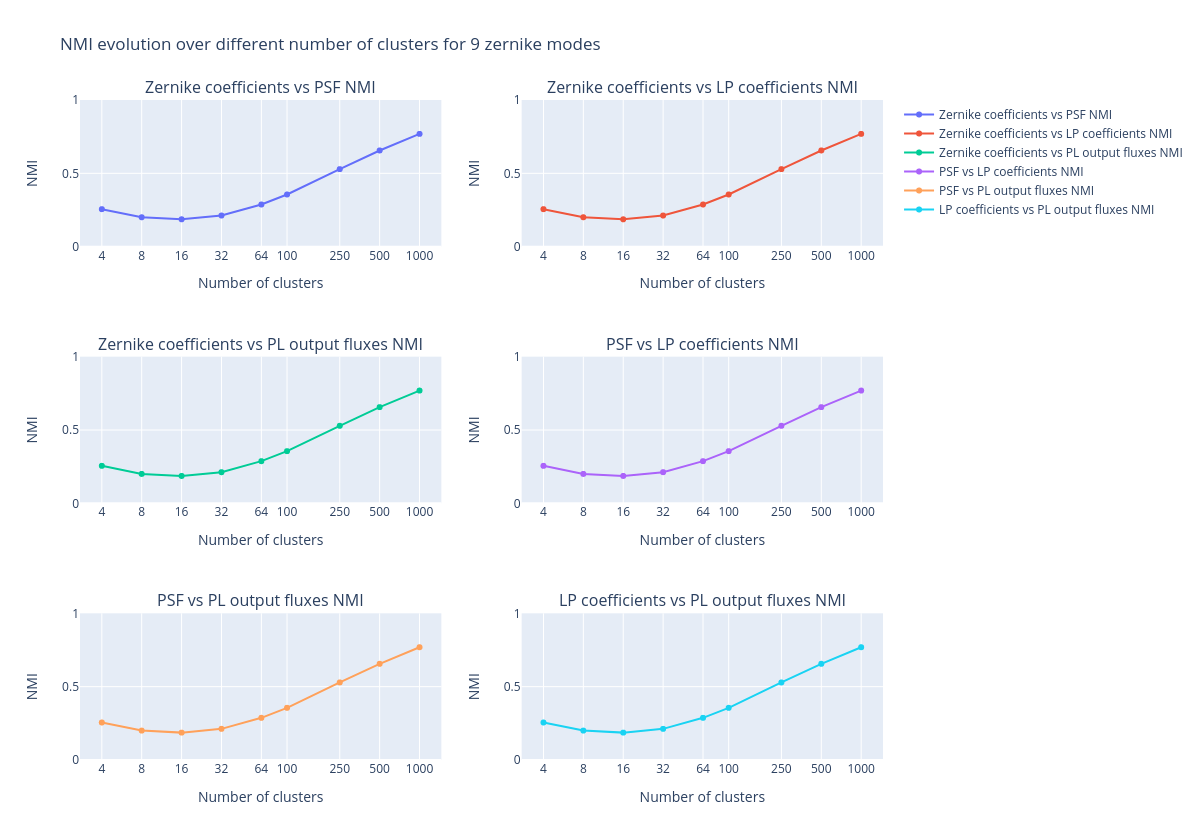 NMI evolution over different number of clusters for 9 zernike modes
Zernike coefficients vs PSF NMI
1
0.5
0
NMI
4 8 16 32 64 100 250 500 1000
Number of clusters
Zernike coefficients vs LP coefficients NMI
1
0.5
0
NMI
4 8 16 32 64 100 250 500 1000
Number of clusters
Zernike coefficients vs PSF NMI
Zernike coefficients vs LP coefficients NMI
Zernike coefficients vs PL output fluxes NMI
PSF vs LP coefficients NMI
PSF vs PL output fluxes NMI
LP coefficients vs PL output fluxes NMI
Zernike coefficients vs PL output fluxes NMI
1
0.5
0
NMI
4 8 16 32 64 100 250 500 1000
Number of clusters
PSF vs LP coefficients NMI
1
0.5
0
NMI
4 8 16 32 64 100 250 500 1000
Number of clusters
PSF vs PL output fluxes NMI
1
0.5
0
NMI
4 8 16 32 64 100 250 500 1000
Number of clusters
LP coefficients vs PL output fluxes NMI
1
0.5
0
NMI
4 8 16 32 64 100 250 500 1000
Number of clusters